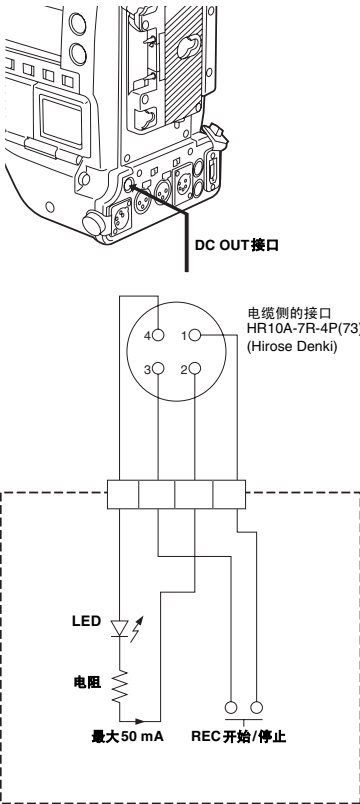 DC OUT接口
电缆侧的接口
HR10A-7R-4P(73)
(Hirose Denki)
4 1
3 2
LED
电阻
最大50 mA
REC开始/停止